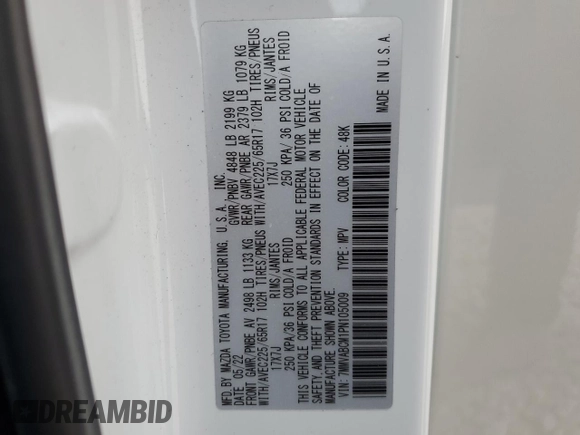 MFD.BY MAZDA TOYOTA MANUFACTURING, U.S.A., INC.
DATE 05/22 GVWR/PNBV 4848 LB 2199 KG
FRONT GAWR/PNBE AV 2498 LB 1133 KG REAR GAWR/PNBE AR 2379 LB 1079 KG
WITH/AVEC225/65R17 102H TIRES/PNEUS WITH/AVEC225/65R17 102H TIRES/PNEUS
17X7J RIMS/JANTES 17X7J RIMS/JANTES
250 KPA/36 PSI COLD/A FROID 250 KPA/ 36 PSI COLD/A FROID
THIS VEHICLE CONFORMS TO ALL APPLICABLE FEDERAL MOTOR VEHICLE
SAFETY, AND THEFT PREVENTION STANDARDS IN EFFECT ON THE DATE OF
VIN: 7MMVABCM1PN105009 TYPE: MPV COLOR CODE: 48K
MADE IN U.S.A.
DREAMBID